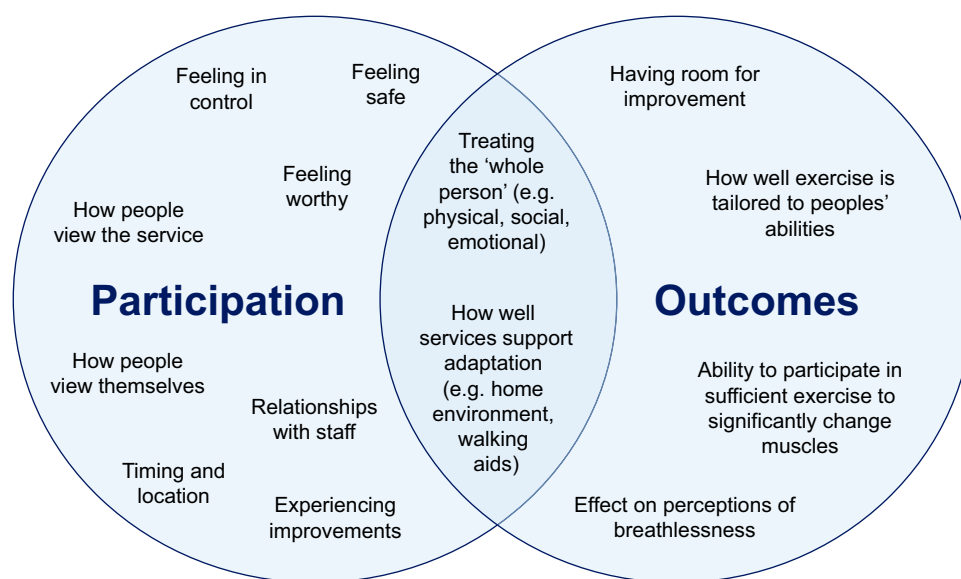 Feeling in
control
Feeling
safe
Feeling
worthy
How people
view the service
Participation
How people
view themselves
Relationships
with staff
Timing and
location
Experiencing
improvements
Treating
the ‘whole
person’ (e.g.
physical, social,
emotional)
How well
services support
adaptation
(e.g. home
environment,
walking
aids)
Having room for
improvement
How well exercise is
tailored to peoples’
abilities
Outcomes
Ability to participate in
sufficient exercise to
significantly change
muscles
Effect on perceptions of
breathlessness